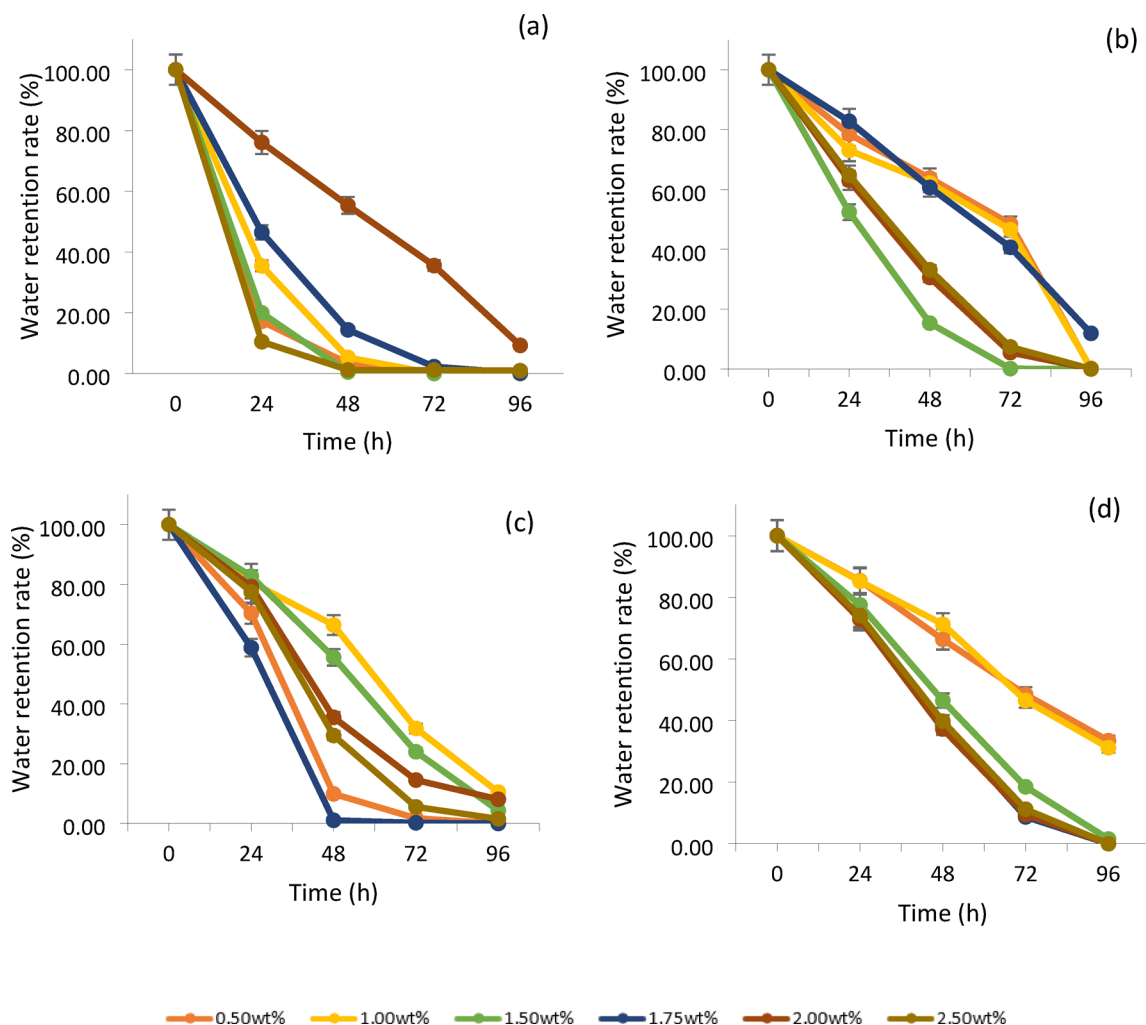 (a)
Water retention rate (%)
100.00
80.00
60.00
40.00
20.00
0.00
0 24 48 72 96
Time (h)
(b)
Water retention rate (%)
100.00
80.00
60.00
40.00
20.00
0.00
0 24 48 72 96
Time (h)
(c)
Water retention rate (%)
100.00
80.00
60.00
40.00
20.00
0.00
0 24 48 72 96
Time (h)
(d)
Water retention rate (%)
100.00
80.00
60.00
40.00
20.00
0.00
0 24 48 72 96
Time (h)
0.50wt% 1.00wt% 1.50wt% 1.75wt% 2.00wt% 2.50wt%